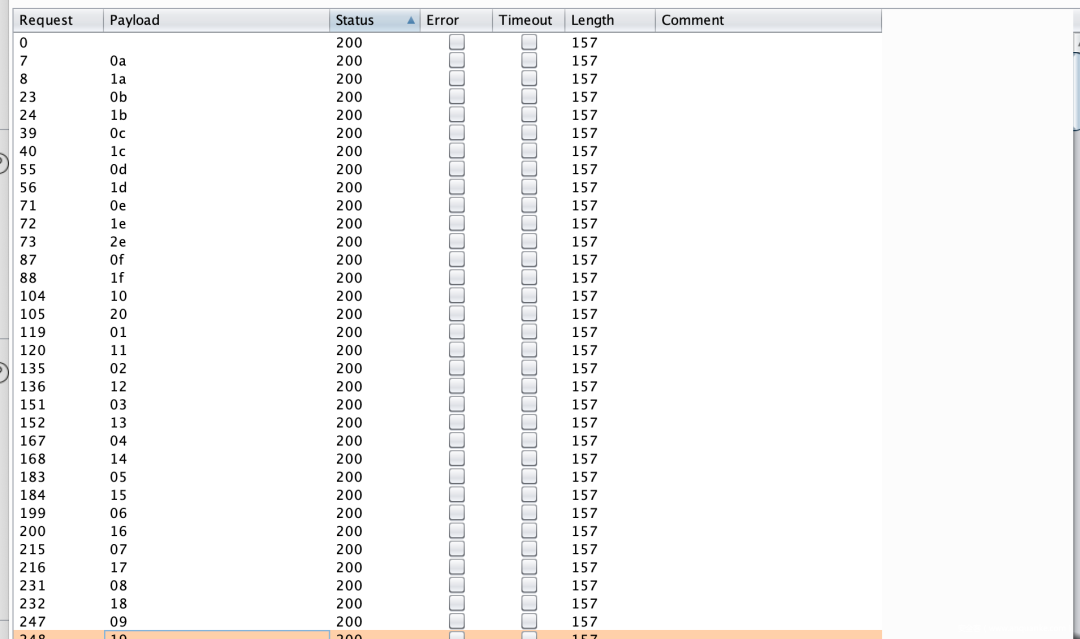 Request Payload Status Error Timeout Length Comment
0 200 157
7 0a 200 157
8 1a 200 157
23 0b 200 157
24 1b 200 157
39 0c 200 157
40 1c 200 157
55 0d 200 157
56 1d 200 157
71 0e 200 157
72 1e 200 157
73 2e 200 157
87 0f 200 157
88 1f 200 157
104 10 200 157
105 20 200 157
119 01 200 157
120 11 200 157
135 02 200 157
136 12 200 157
151 03 200 157
152 13 200 157
167 04 200 157
168 14 200 157
183 05 200 157
184 15 200 157
199 06 200 157
200 16 200 157
215 07 200 157
216 17 200 157
231 08 200 157
232 18 200 157
247 09 200 157
248 19 200 157